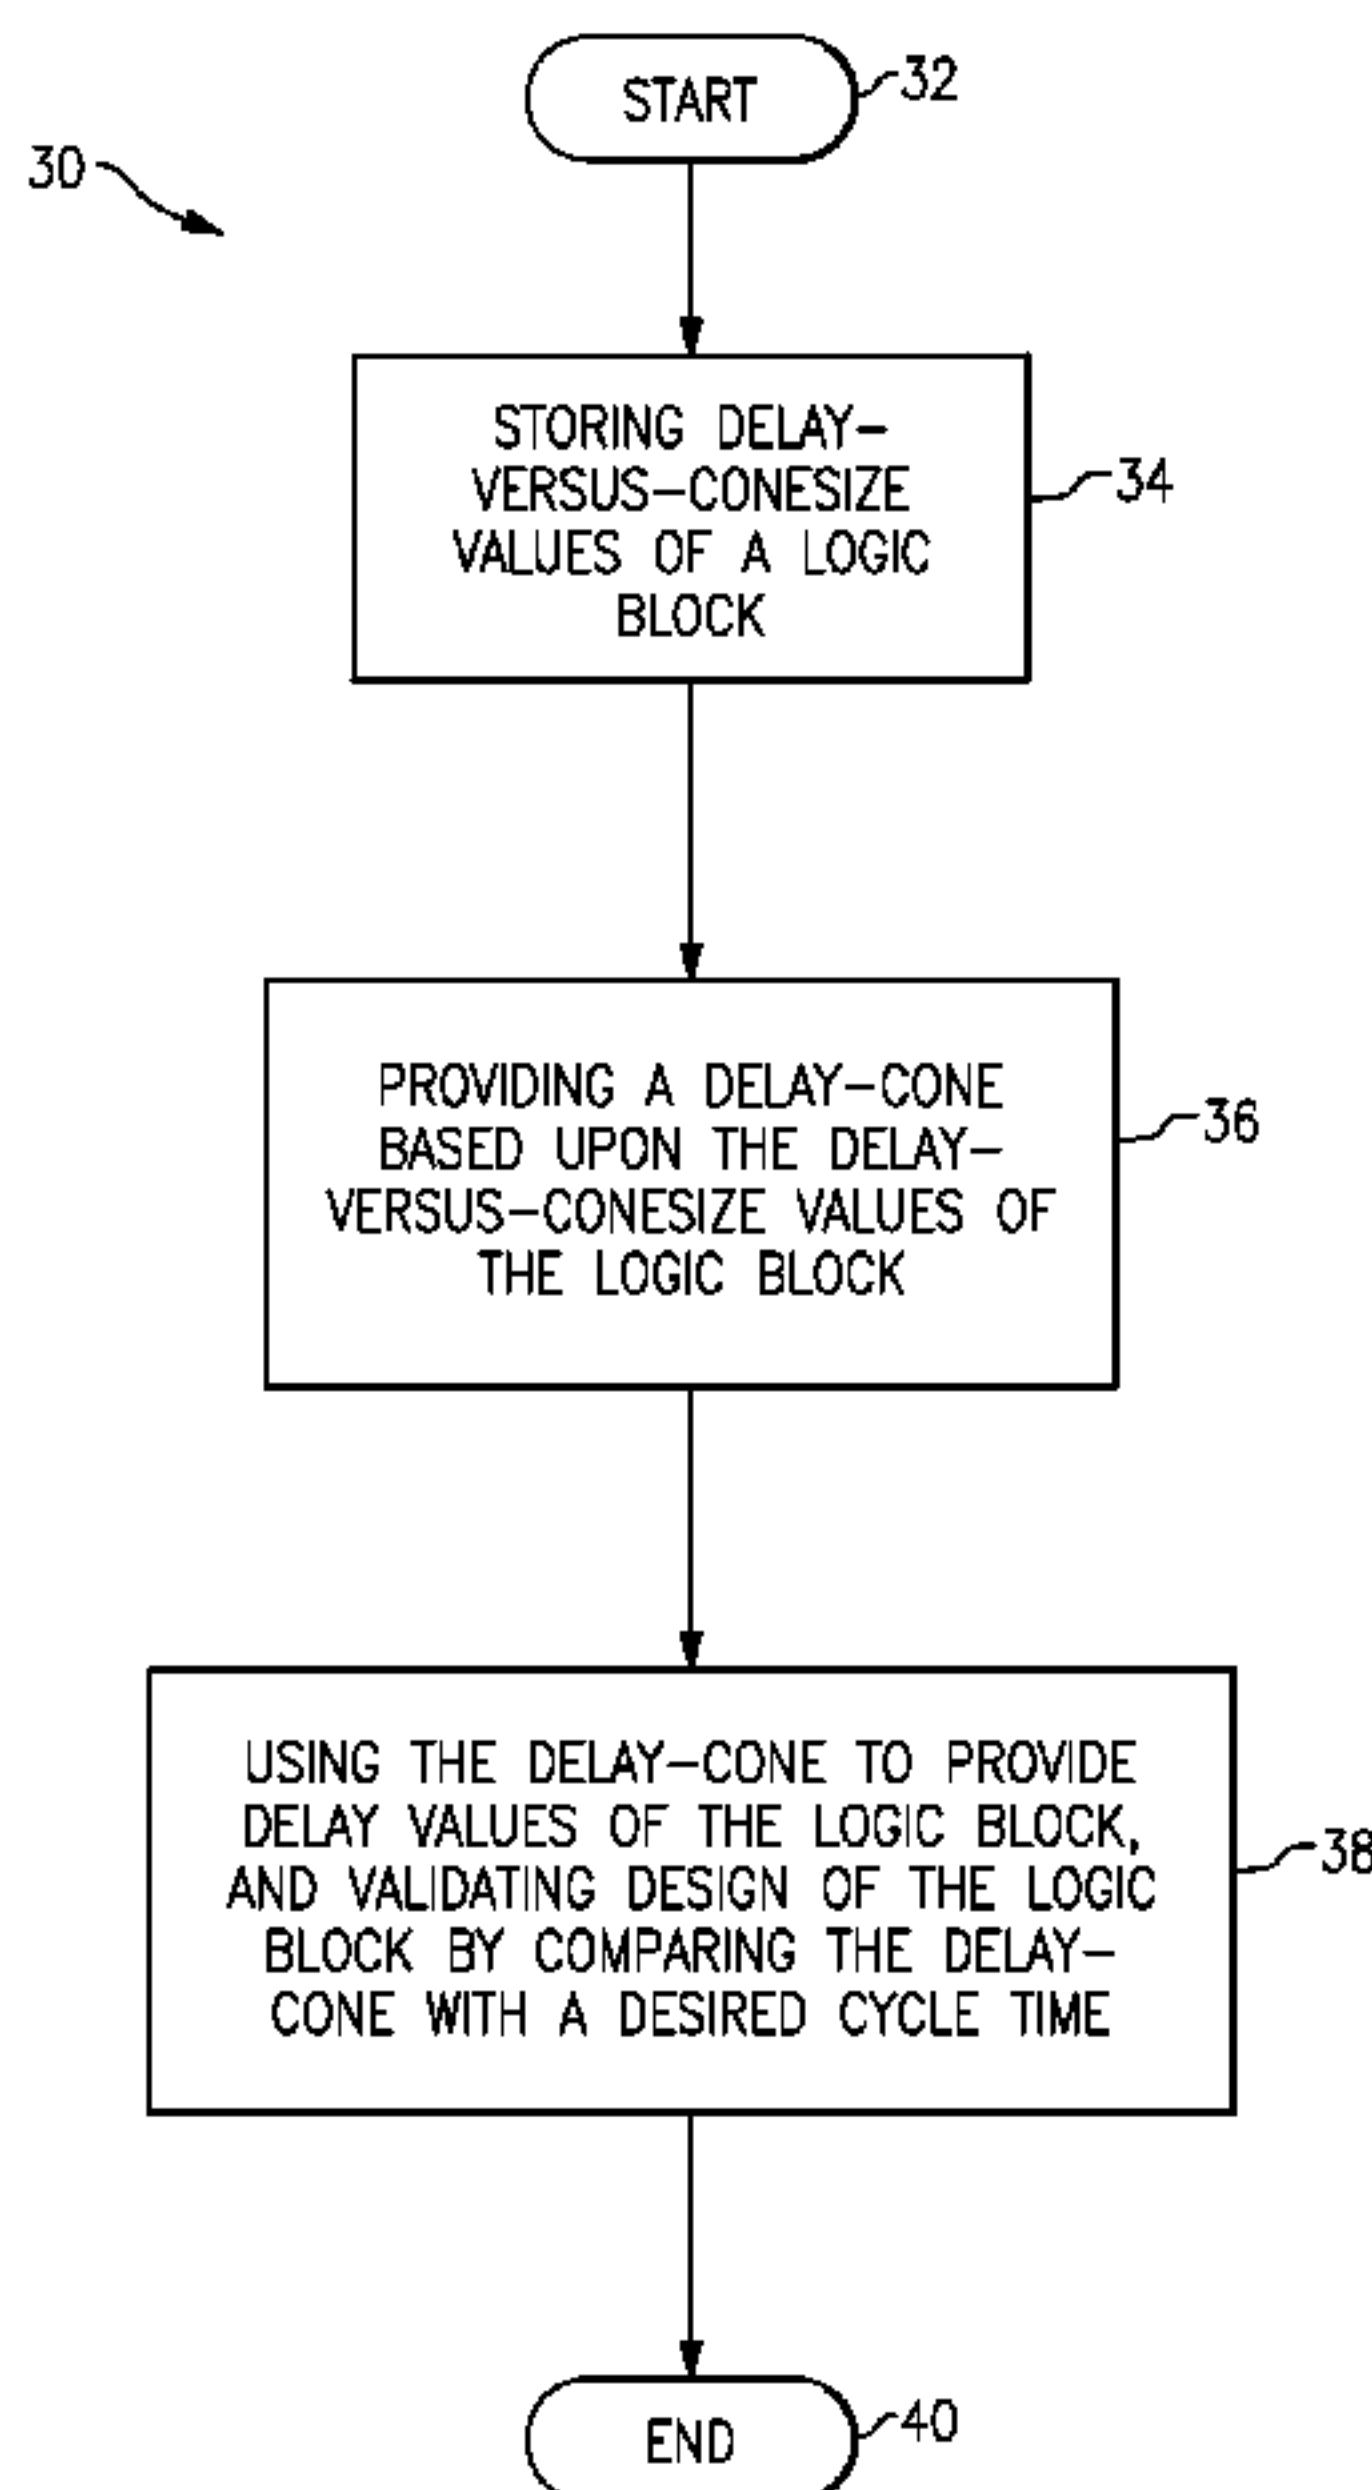 START
32
30
STORING DELAY-
VERSUS-CONESIZE
VALUES OF A LOGIC
BLOCK
34
PROVIDING A DELAY-CONE
BASED UPON THE DELAY-
VERSUS-CONESIZE VALUES OF
THE LOGIC BLOCK
36
USING THE DELAY-CONE TO PROVIDE
DELAY VALUES OF THE LOGIC BLOCK,
AND VALIDATING DESIGN OF THE LOGIC
BLOCK BY COMPARING THE DELAY-
CONE WITH A DESIRED CYCLE TIME
38
END
40